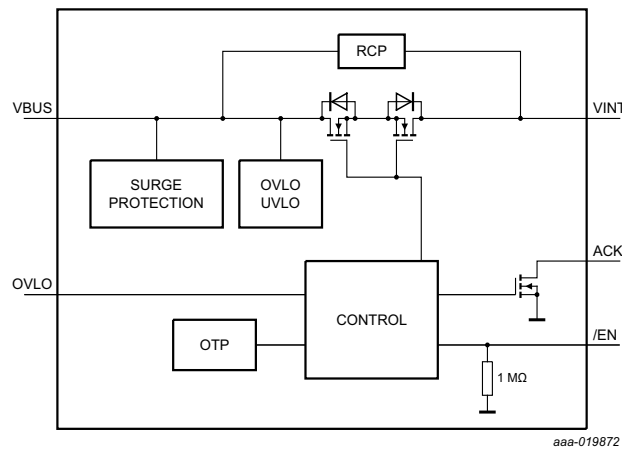 RCP
VBUS
VINT
SURGE
PROTECTION
OVLO
UVLO
ACK
OVLO
CONTROL
OTP
/EN
1 MΩ
aaa-019872